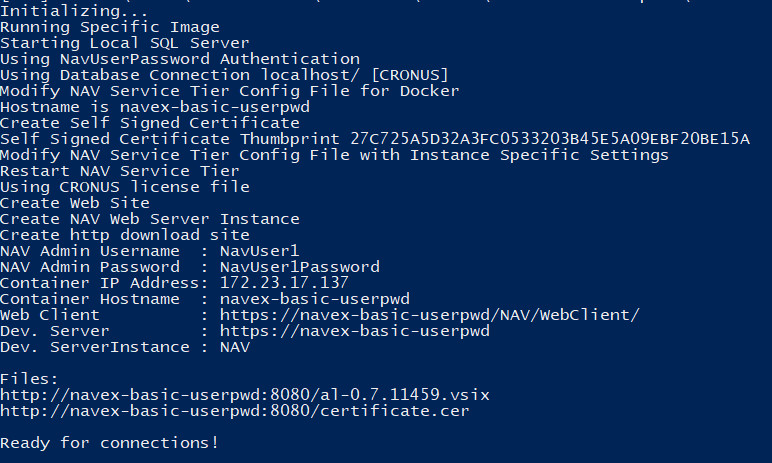 Initializing...
Running Specific Image
Starting Local SQL Server
Using NavUserPassword Authentication
Using Database Connection localhost/ [CRONUS]
Modify NAV Service Tier Config File for Docker
Hostname is navex-basic-userpwd
Create Self Signed Certificate
Self Signed Certificate Thumbprint 27C725A5D32A3FC0533203B45E5A09EBF20BE15A
Modify NAV Service Tier Config File with Instance Specific Settings
Restart NAV Service Tier
Using CRONUS license file
Create Web Site
Create NAV Web Server Instance
Create http download site
NAV Admin Username  : NavUser1
NAV Admin Password  : NavUser1Password
Container IP Address: 172.23.17.137
Container Hostname  : navex-basic-userpwd
Web Client          : https://navex-basic-userpwd/NAV/WebClient/
Dev. Server         : https://navex-basic-userpwd
Dev. ServerInstance : NAV
Files:
http://navex-basic-userpwd:8080/al-0.7.11459.vsix
http://navex-basic-userpwd:8080/certificate.cer
Ready for connections!